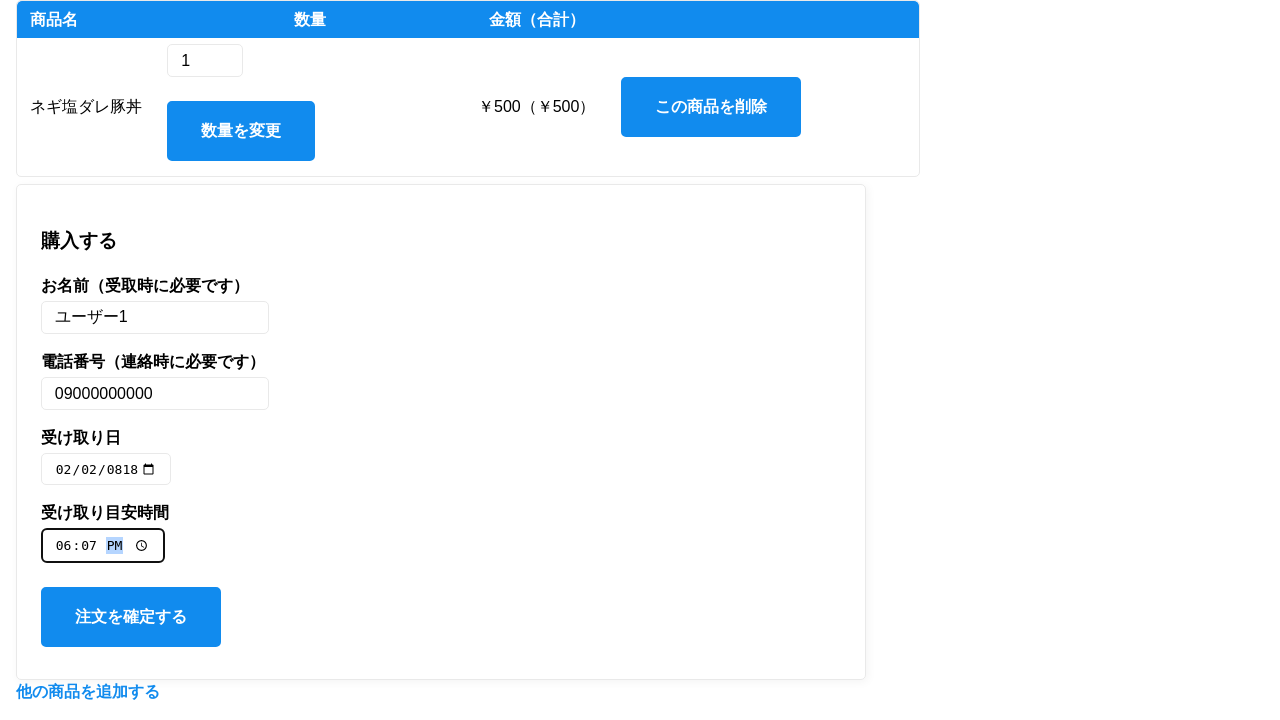 商品名 数量 金額（合計）
1
ネギ塩ダレ豚丼 ￥500（￥500） この商品を削除
数量を変更
購入する
お名前（受取時に必要です）
ユーザー1
電話番号（連絡時に必要です）
09000000000
受け取り日
02/02/0818
受け取り目安時間
06:07 PM
注文を確定する
他の商品を追加する